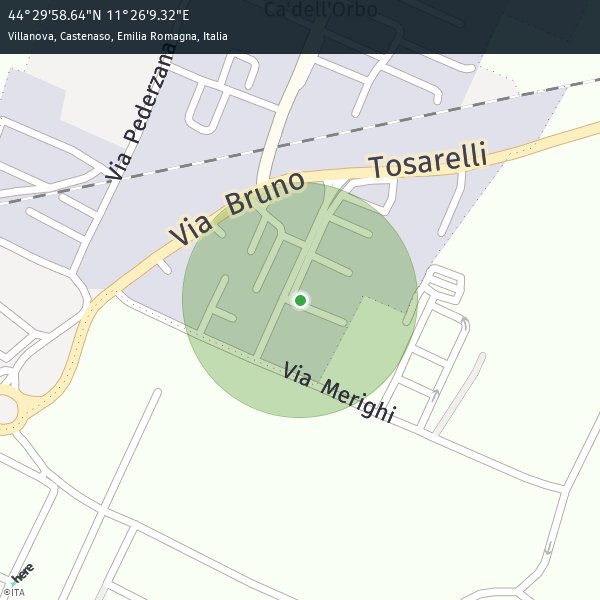 44°29'58.64"N 11°26'9.32"E
Villanova, Castenaso, Emilia Romagna, Italia
Ca'dell'Orbo
Via Pederzana
Via Bruno Tosarelli
Via Merighi
here
©ITA